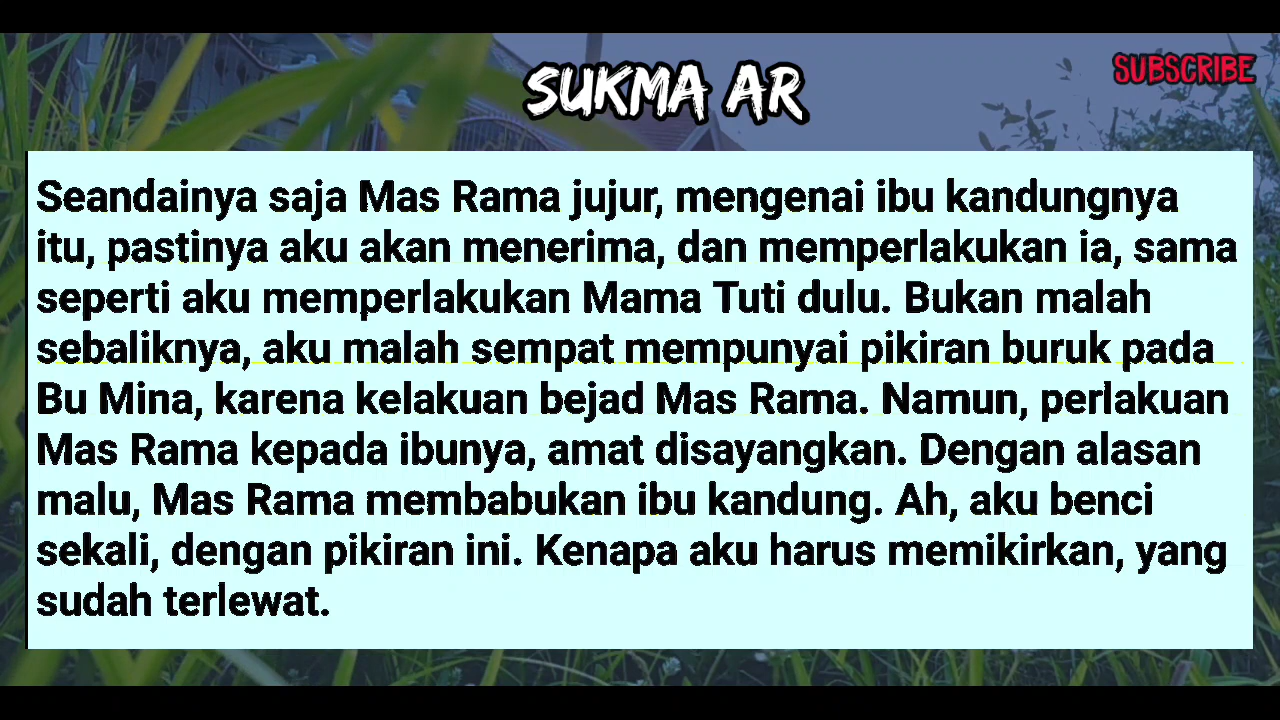 SUKMA AR
SUBSCRIBE
Seandainya saja Mas Rama jujur, mengenai ibu kandungnya
itu, pastinya aku akan menerima, dan memperlakukan ia, sama
seperti aku memperlakukan Mama Tuti dulu. Bukan malah
sebaliknya, aku malah sempat mempunyai pikiran buruk pada
Bu Mina, karena kelakuan bejad Mas Rama. Namun, perlakuan
Mas Rama kepada ibunya, amat disayangkan. Dengan alasan
malu, Mas Rama membabukan ibu kandung. Ah, aku benci
sekali, dengan pikiran ini. Kenapa aku harus memikirkan, yang
sudah terlewat.